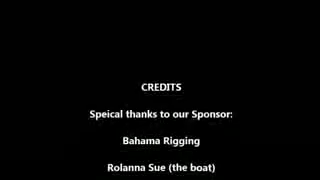 CREDITS
Speical thanks to our Sponsor:
Bahama Rigging
Rolanna Sue (the boat)